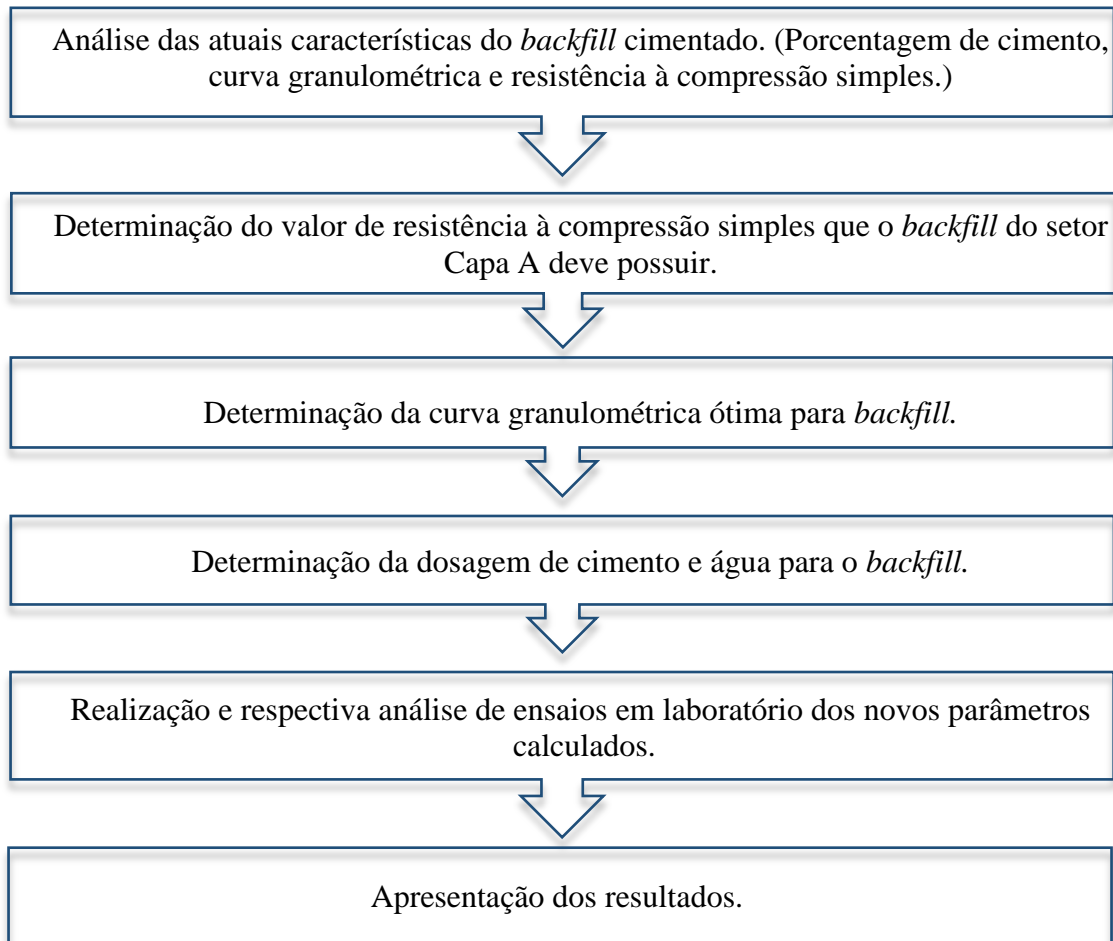 Análise das atuais características do backfill cimentado. (Porcentagem de cimento,
curva granulométrica e resistência à compressão simples.)
Determinação do valor de resistência à compressão simples que o backfill do setor
Capa A deve possuir.
Determinação da curva granulométrica ótima para backfill.
Determinação da dosagem de cimento e água para o backfill.
Realização e respectiva análise de ensaios em laboratório dos novos parâmetros
calculados.
Apresentação dos resultados.